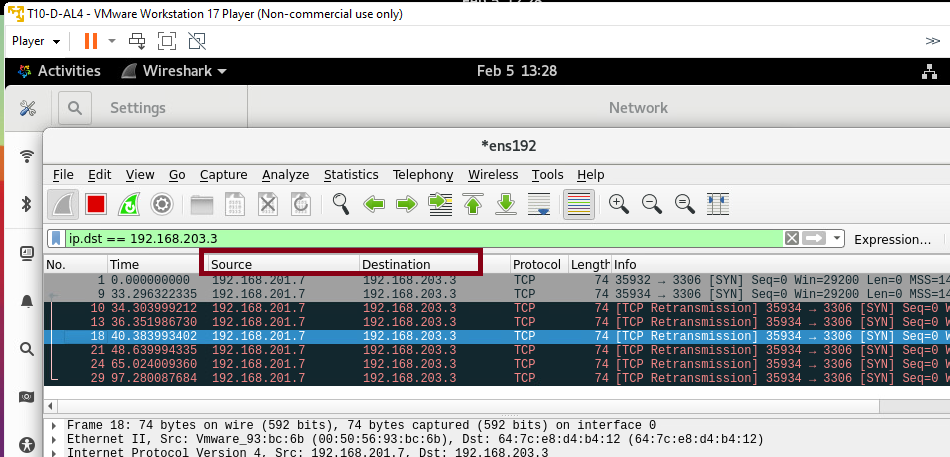 Feb 5 13:28
T10-D-AL4 - VMware Workstation 17 Player (Non-commercial use only)
Player
Activities Wireshark Feb 5 13:28
Settings Network
*ens192
File Edit View Go Capture Analyze Statistics Telephony Wireless Tools Help
ip.dst == 192.168.203.3 Expression...
No. Time Source Destination Protocol Length Info
1 0.000000000 192.168.201.7 192.168.203.3 TCP 74 35932 → 3306 [SYN] Seq=0 Win=29200 Len=0 MSS=14
9 33.296322335 192.168.201.7 192.168.203.3 TCP 74 35934 → 3306 [SYN] Seq=0 Win=29200 Len=0 MSS=14
10 34.303999212 192.168.201.7 192.168.203.3 TCP 74 [TCP Retransmission] 35934 → 3306 [SYN] Seq=0 W
13 36.351986730 192.168.201.7 192.168.203.3 TCP 74 [TCP Retransmission] 35934 → 3306 [SYN] Seq=0 W
18 40.383993402 192.168.201.7 192.168.203.3 TCP 74 [TCP Retransmission] 35934 → 3306 [SYN] Seq=0 W
21 48.639994335 192.168.201.7 192.168.203.3 TCP 74 [TCP Retransmission] 35934 → 3306 [SYN] Seq=0 W
24 65.024009360 192.168.201.7 192.168.203.3 TCP 74 [TCP Retransmission] 35934 → 3306 [SYN] Seq=0 W
29 97.280087684 192.168.201.7 192.168.203.3 TCP 74 [TCP Retransmission] 35934 → 3306 [SYN] Seq=0 W
Frame 18: 74 bytes on wire (592 bits), 74 bytes captured (592 bits) on interface 0
Ethernet II, Src: Vmware_93:bc:6b (00:50:56:93:bc:6b), Dst: 64:7c:e8:d4:b4:12 (64:7c:e8:d4:b4:12)
Internet Protocol Version 4, Src: 192.168.201.7, Dst: 192.168.203.3